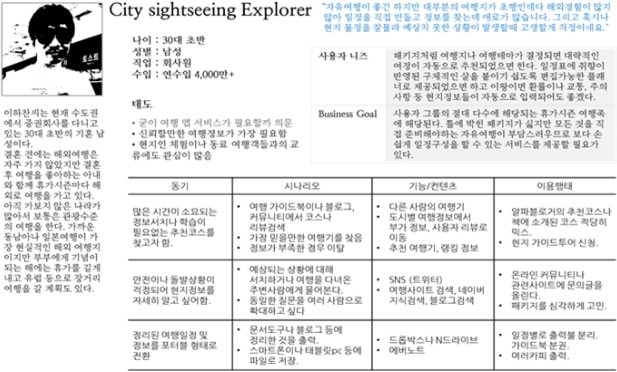 City sightseeing Explorer
나이 : 30대 초반
성별 : 남성
직업 : 회사원
수입 : 연수입 4,000만+
“자유여행이 좋긴 하지만 대부분의 여행지가 초행인데다 해외경험이 많지
않아 일정을 직접 만들고 정보를 찾는데 애로가 많습니다. 그리고 혹시나
현지 물정을 잘몰라 예상치 못한 상황이 발생할때 고생할게 걱정이네요.”
토스트
이하찬씨는 현재 수도권
에서 증권회사를 다니고
있는 30대 초반의 기혼 남
성이다.
결혼 전에는 해외여행은
자주 가지 않았지만 결혼
후 여행을 좋아하는 아내
와 함께 휴가시즌마다 해
외로 여행을 가고 있다.
아직 가보지 않은 나라가
많아서 보통은 관광수준
의 여행을 한다. 가까운
동남아나 일본여행이 가
장 현실적인 해외 여행지
이지만 부부에게 기념이
되는 해에는 휴가를 길게
내고 유럽 등으로 장거리
여행을 갈 계획도 있다.
태도
• 굳이 여행 앱 서비스가 필요할까 의문
• 신뢰할만한 여행정보가 가장 필요함
• 현지인 체험이나 동료 여행객들과의 교
류에도 관심이 많음
사용자 니즈
패키지처럼 여행지나 여행테마가 결정되면 대략적인
여정이 자동으로 추천되었으면 한다. 일정표에 취향이
반영된 구체적인 살을 붙이기 쉽도록 편집가능한 플래
너로 제공되었으면 하고 이왕이면 환율이나 교통, 주의
사항 등 현지정보들이 자동으로 입력되어도 좋겠다.
Business Goal
사용자 그룹의 절대 다수에 해당되는 휴가시즌 여행족
에 해당된다. 틀에 박힌 패키지가 싫지만 모든 것을 직
접 준비해야하는 자유여행이 부담스러우므로 보다 손
쉽게 일정구성을 할 수 있는 서비스를 제공할 필요가
있다.
동기
시나리오
기능/컨텐츠
이용행태
많은 시간이 소요되는
정보서치나 학습이
필요없는 추천코스를
찾고자 함.
• 여행 가이드북이나 블로그,
커뮤니티에서 코스나
리뷰검색
• 가장 믿을만한 여행기를 찾음
• 정보가 부족한 경우 이탈
• 다른 사람의 여행기
• 도시별 여행정보에서
부가 정보, 사용자 리뷰로
이동
• 추천 여행기, 랭킹 정보
• 알파블로거의 추천코스나
책에 소개된 코스 적당히
믹스.
• 현지 가이드투어 신청.
안전이나 돌발상황이
걱정되어 현지정보를
자세히 알고 싶어함.
• 예상되는 상황에 대해
서치하거나 여행을 다녀온
주변사람에게 물어본다.
• 동일한 질문을 여러 사람으로
확대하고 싶다
• SNS (트위터)
• 여행사이트 검색, 네이버
지식검색, 블로그검색
• 온라인 커뮤니티나
관련사이트에 문의글을
올린다.
• 패키지를 심각하게 고민.
정리된 여행일정 및
정보를 포터블 형태로
전환
• 문서도구나 블로그 등에
정리한 것을 출력.
• 스마트폰이나 태블릿pc 등에
파일로 저장.
• 드롭박스나 N드라이브
• 에버노트
• 일정별로 출력물 분리.
가이드북 분권.
• 여러카피 출력.